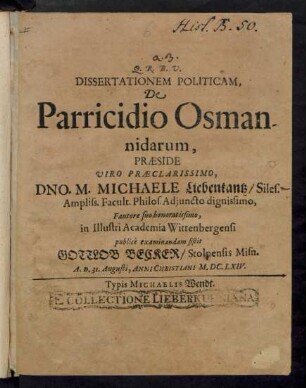 Hist. B. 50.
DISSERTATIONEM POLITICAM,
De
Parricidio Osman-
nidarum,
PRÆSIDE
VIRO PRÆCLARISSIMO,
DNO. M. MICHAELE Liebentantz / Siles.
Ampliss. Facult. Philos. Adjuncto dignissimo,
Fautore suo honoratissimo,
in Illustri Academia Wittenbergensi
publicè examinandam sistit
GOTTLOB BECKER / Stolpensis Misn.
A. d. 31. Augusti, ANNI CHRISTIANI M. DC. LXIV.
Typis MICHAELIS Wendt.
E COLLECTIONE LIEBERKUHNIANA